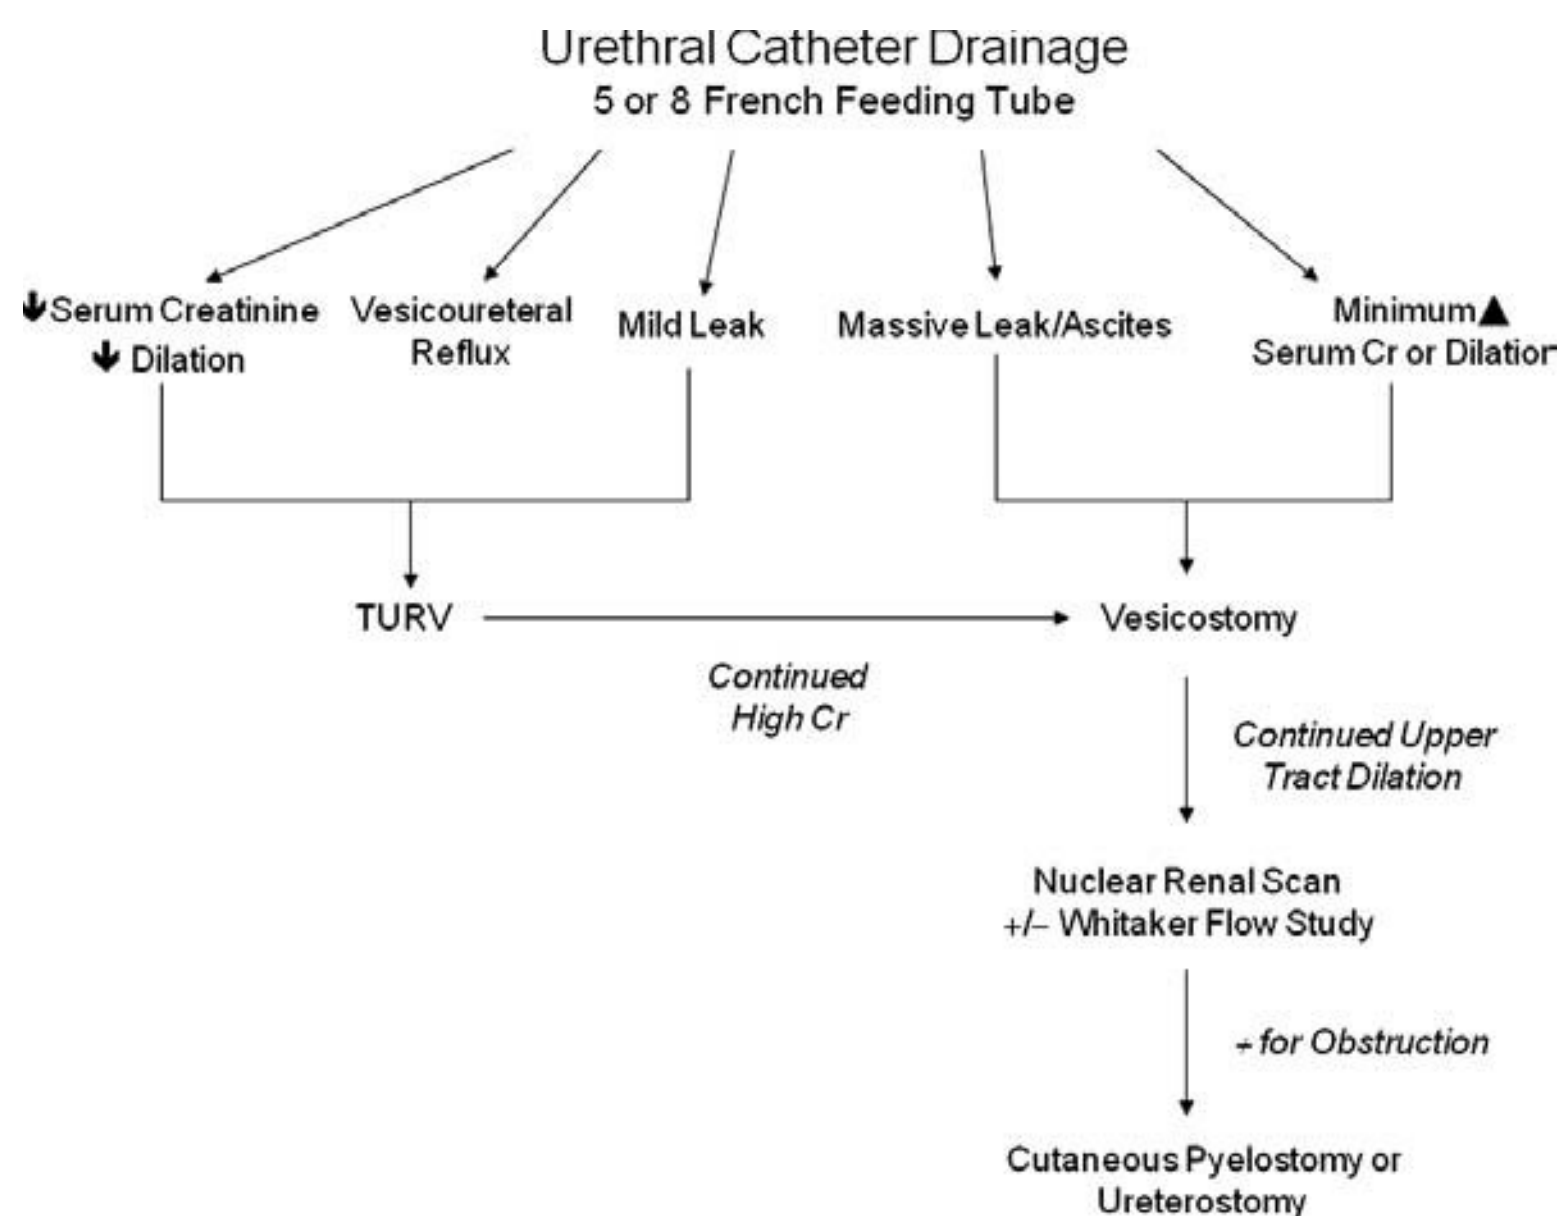 Urethral Catheter Drainage
5 or 8 French Feeding Tube
↓ Serum Creatinine
↓ Dilation
Vesicoureteral
Reflux
Mild Leak
Massive Leak/Ascites
Minimum ▲
Serum Cr or Dilation
TURV
Vesicostomy
Continued
High Cr
Continued Upper
Tract Dilation
Nuclear Renal Scan
+/– Whitaker Flow Study
+ for Obstruction
Cutaneous Pyelostomy or
Ureterostomy